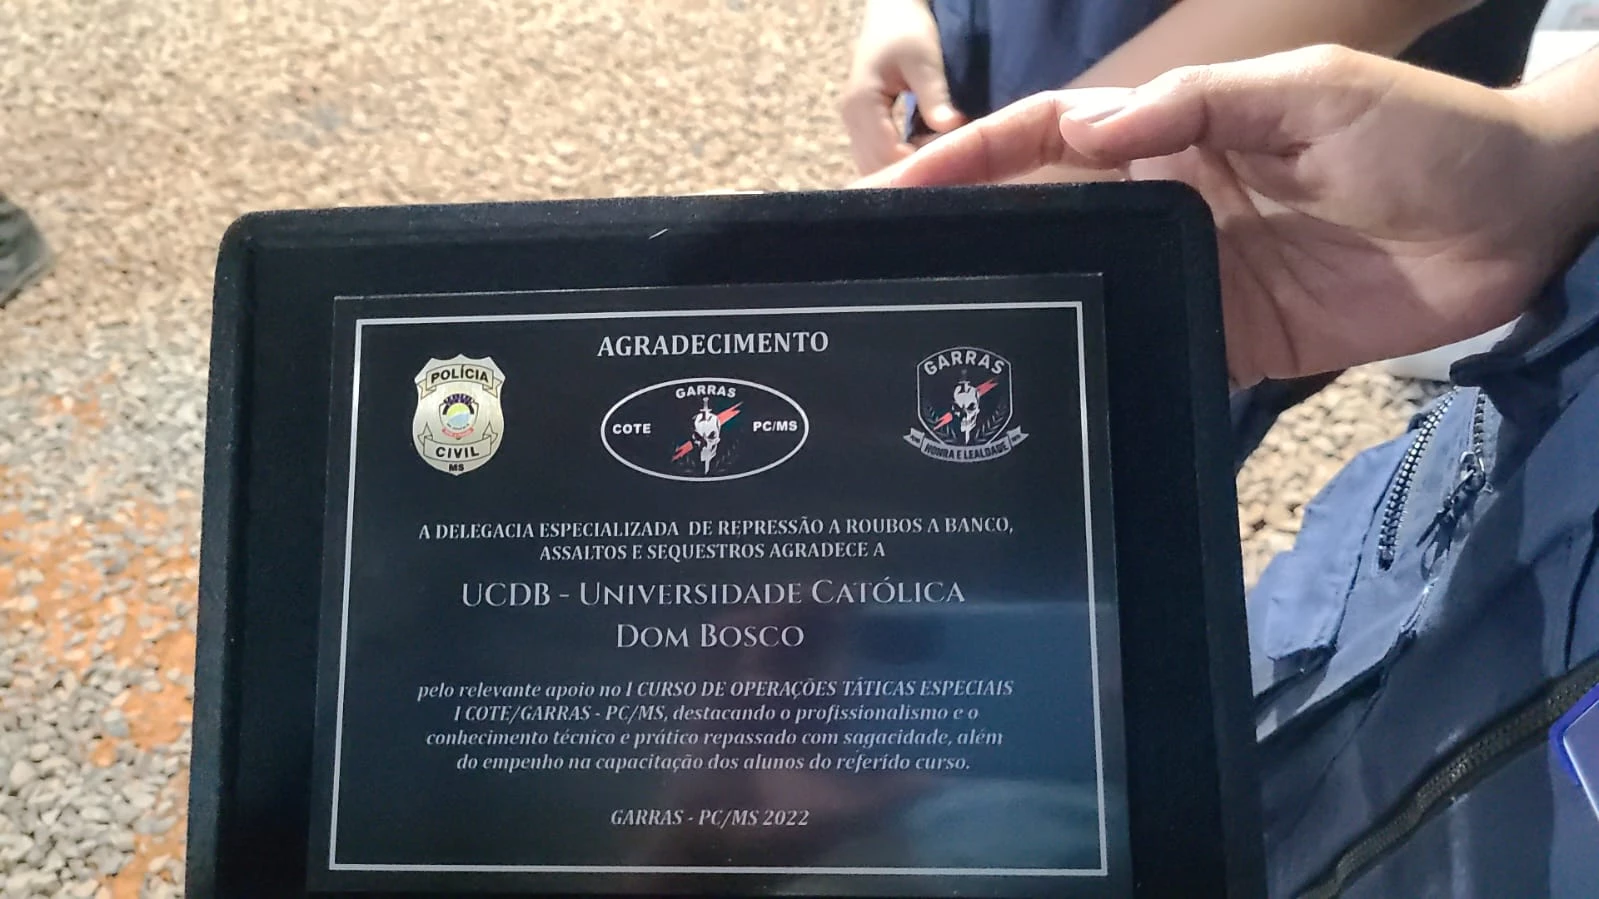 AGRADECIMENTO
POLÍCIA
CIVIL
MS
GARRAS
COTE
PC/MS
GARRAS
HONRA E LEALDADE
A DELEGACIA ESPECIALIZADA DE REPRESSÃO A ROUBOS A BANCO,
ASSALTOS E SEQUESTROS AGRADECE A
UCDB - UNIVERSIDADE CATÓLICA
DOM BOSCO
pelo relevante apoio no I CURSO DE OPERAÇÕES TÁTICAS ESPECIAIS
I COTE/GARRAS - PC/MS, destacando o profissionalismo e o
conhecimento técnico e prático repassado com sagacidade, além
do empenho na capacitação dos alunos do referido curso.
GARRAS - PC/MS 2022